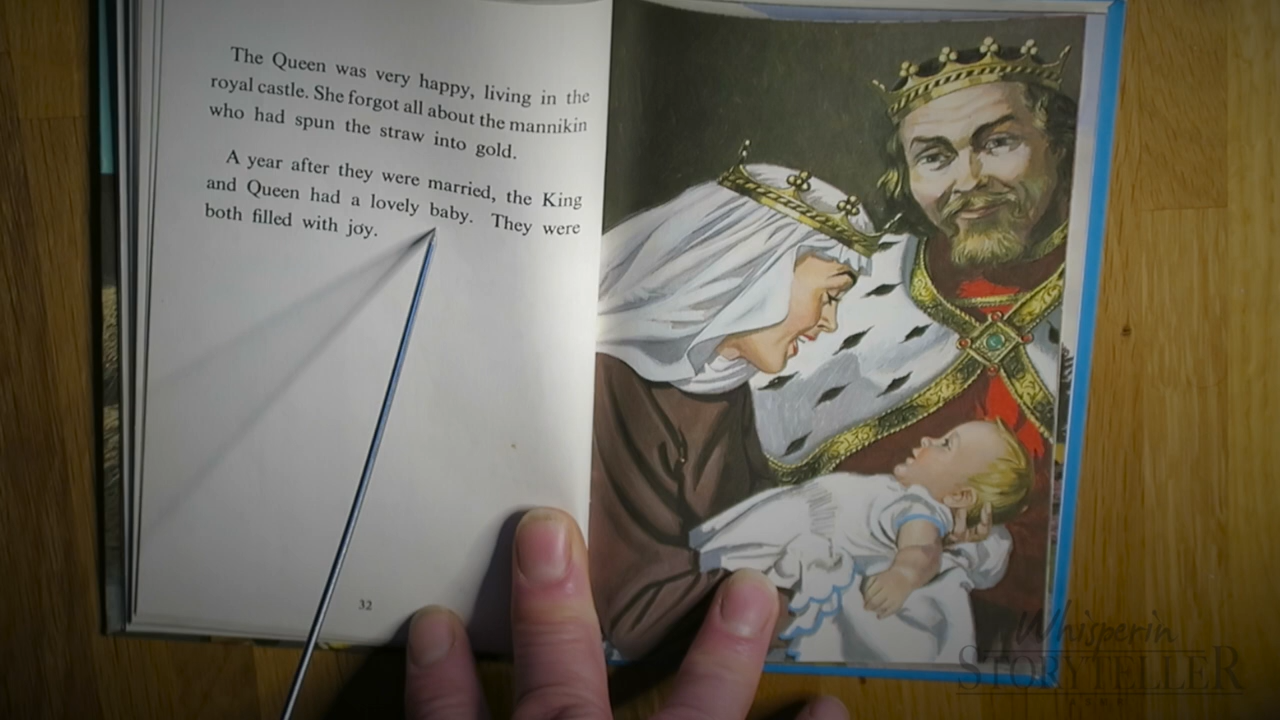 The Queen was very happy, living in the
royal castle. She forgot all about the mannikin
who had spun the straw into gold.
A year after they were married, the King
and Queen had a lovely baby. They were
both filled with joy.
32
Whisperin
STORYTELLER